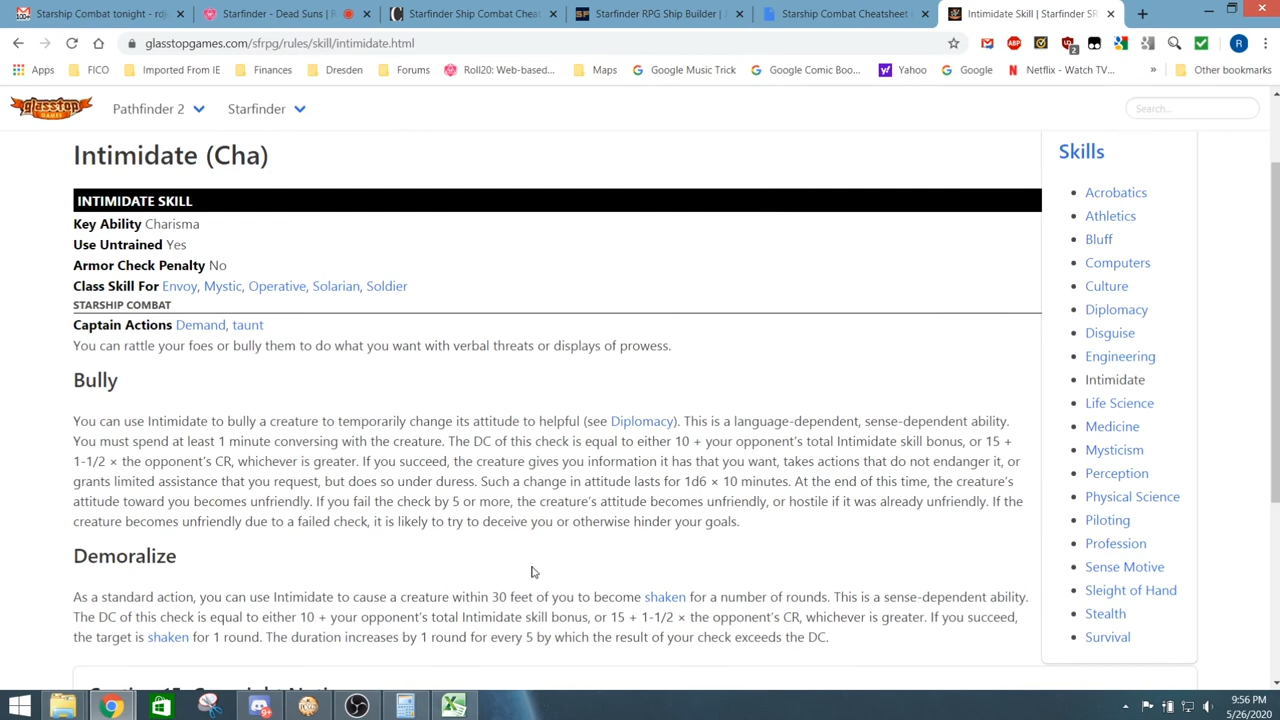 Starship Combat tonight - rdj
Starfinder - Dead Suns |
Starfinder Ship Combat Cheat
Starfinder RPG Ship Builder |
Starship Combat Cheatsheet
Intimidate Skill | Starfinder SR
glasstopgames.com/sfrpg/rules/skill/intimidate.html
Apps FICO Imported From IE Finances Dresden Forums Roll20: Web-based... Maps Google Music Trick Google Comic Boo... Yahoo Google Netflix - Watch TV... » Other bookmarks
glasstop GAMES Pathfinder 2 Starfinder Search...
Intimidate (Cha)
INTIMIDATE SKILL
Key Ability Charisma
Use Untrained Yes
Armor Check Penalty No
Class Skill For Envoy, Mystic, Operative, Solarian, Soldier
STARSHIP COMBAT
Captain Actions Demand, taunt
You can rattle your foes or bully them to do what you want with verbal threats or displays of prowess.
Bully
You can use Intimidate to bully a creature to temporarily change its attitude to helpful (see Diplomacy). This is a language-dependent, sense-dependent ability.
You must spend at least 1 minute conversing with the creature. The DC of this check is equal to either 10 + your opponent's total Intimidate skill bonus, or 15 +
1-1/2 × the opponent's CR, whichever is greater. If you succeed, the creature gives you information it has that you want, takes actions that do not endanger it, or
grants limited assistance that you request, but does so under duress. Such a change in attitude lasts for 1d6 × 10 minutes. At the end of this time, the creature's
attitude toward you becomes unfriendly. If you fail the check by 5 or more, the creature's attitude becomes unfriendly, or hostile if it was already unfriendly. If the
creature becomes unfriendly due to a failed check, it is likely to try to deceive you or otherwise hinder your goals.
Demoralize
As a standard action, you can use Intimidate to cause a creature within 30 feet of you to become shaken for a number of rounds. This is a sense-dependent ability.
The DC of this check is equal to either 10 + your opponent's total Intimidate skill bonus, or 15 + 1-1/2 × the opponent's CR, whichever is greater. If you succeed,
the target is shaken for 1 round. The duration increases by 1 round for every 5 by which the result of your check exceeds the DC.
Skills
Acrobatics
Athletics
Bluff
Computers
Culture
Diplomacy
Disguise
Engineering
Intimidate
Life Science
Medicine
Mysticism
Perception
Physical Science
Piloting
Profession
Sense Motive
Sleight of Hand
Stealth
Survival
9:56 PM
5/26/2020